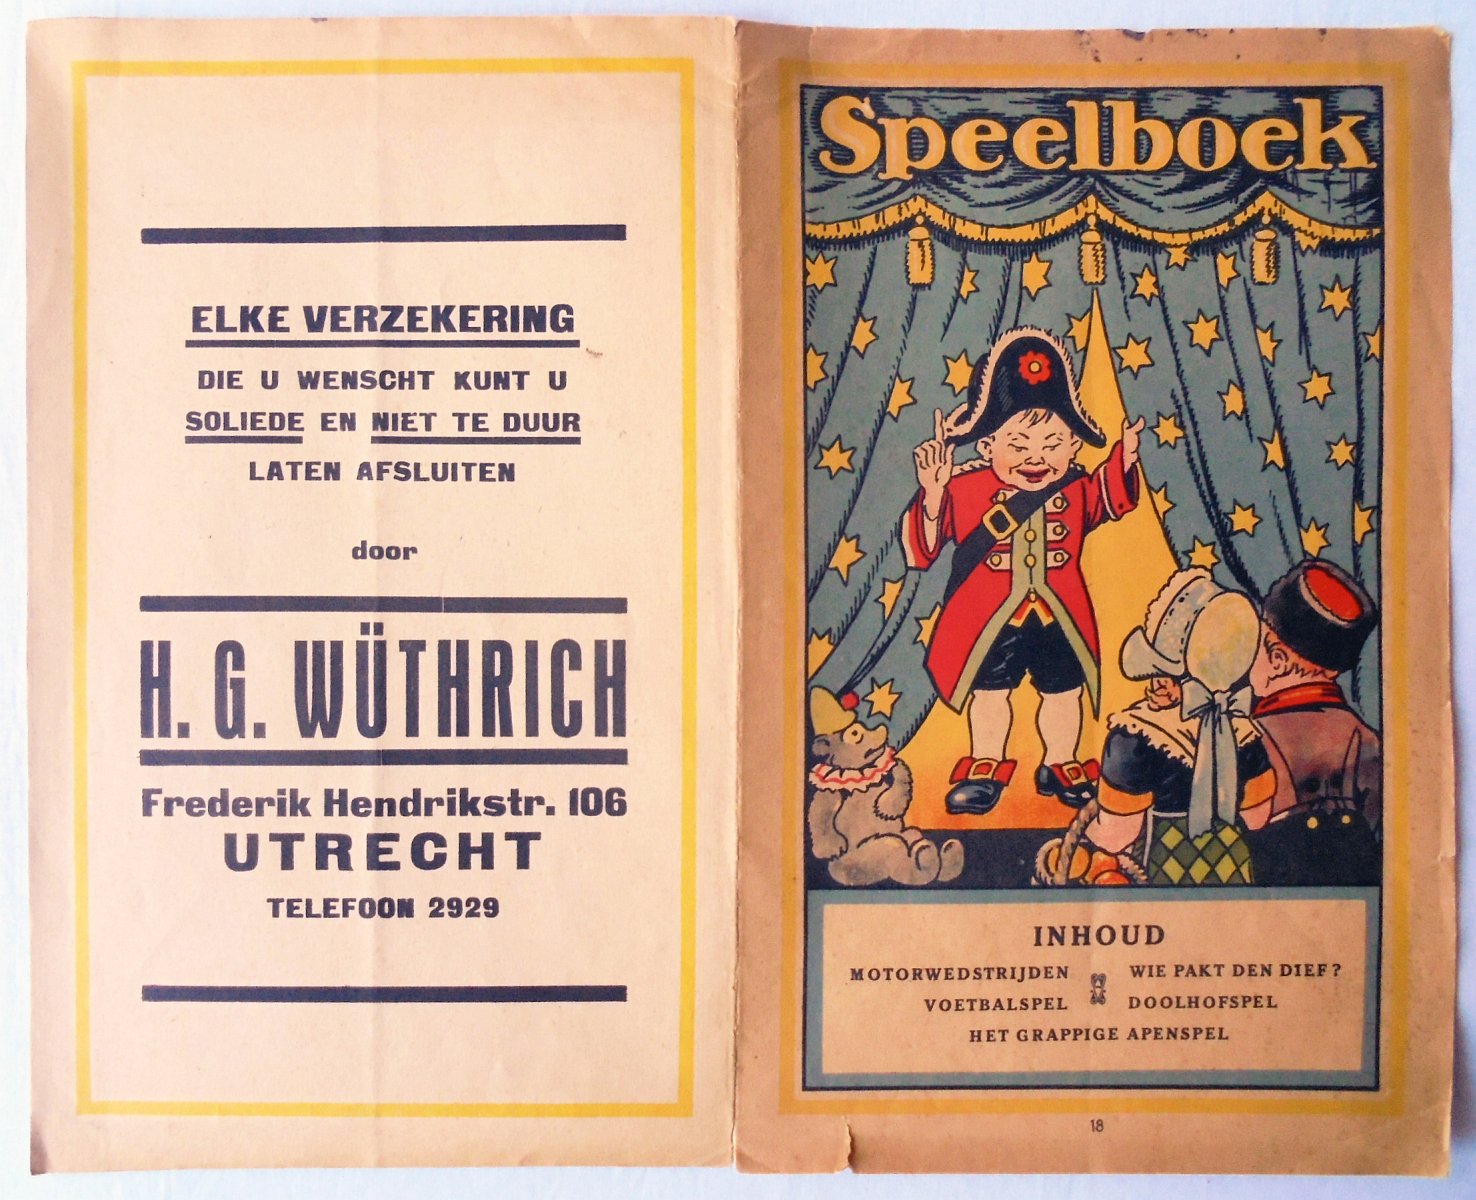 ELKE VERZEKERING
DIE U WENSCHT KUNT U
SOLIEDE EN NIET TE DUUR
LATEN AFSLUITEN
door
H. G. WÜTHRICH
Frederik Hendrikstr. 106
UTRECHT
TELEFOON 2929
Speelboek
INHOUD
MOTORWEDSTRIJDEN WIE PAKT DEN DIEF?
VOETBALSPEL DOOLHOFSPEL
HET GRAPPIGE APENSPEL
18